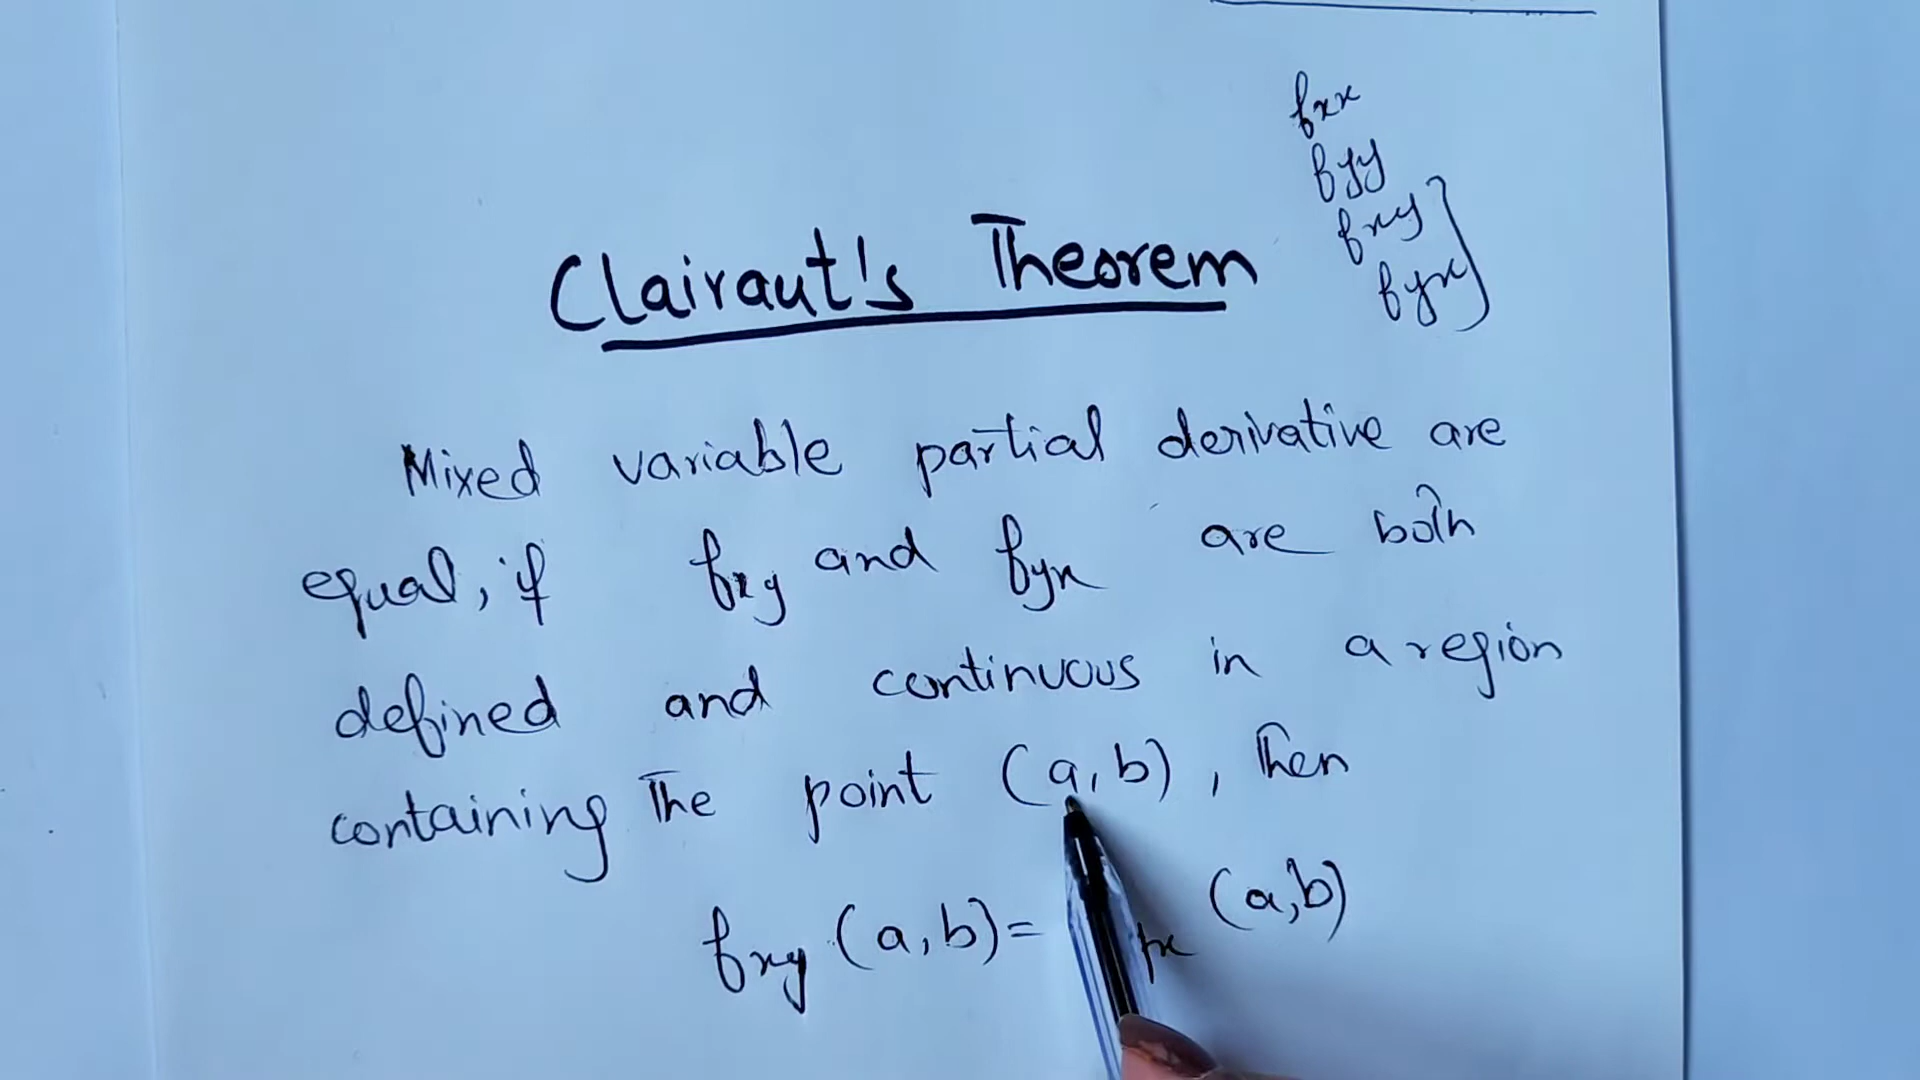 fxx
fyy
fxy
fyx
Clairaut's Theorem
Mixed variable partial derivative are
equal, if fxy and fyx are both
defined and continuous in a region
containing The point (a,b), Then
fxy (a,b)= (a,b)